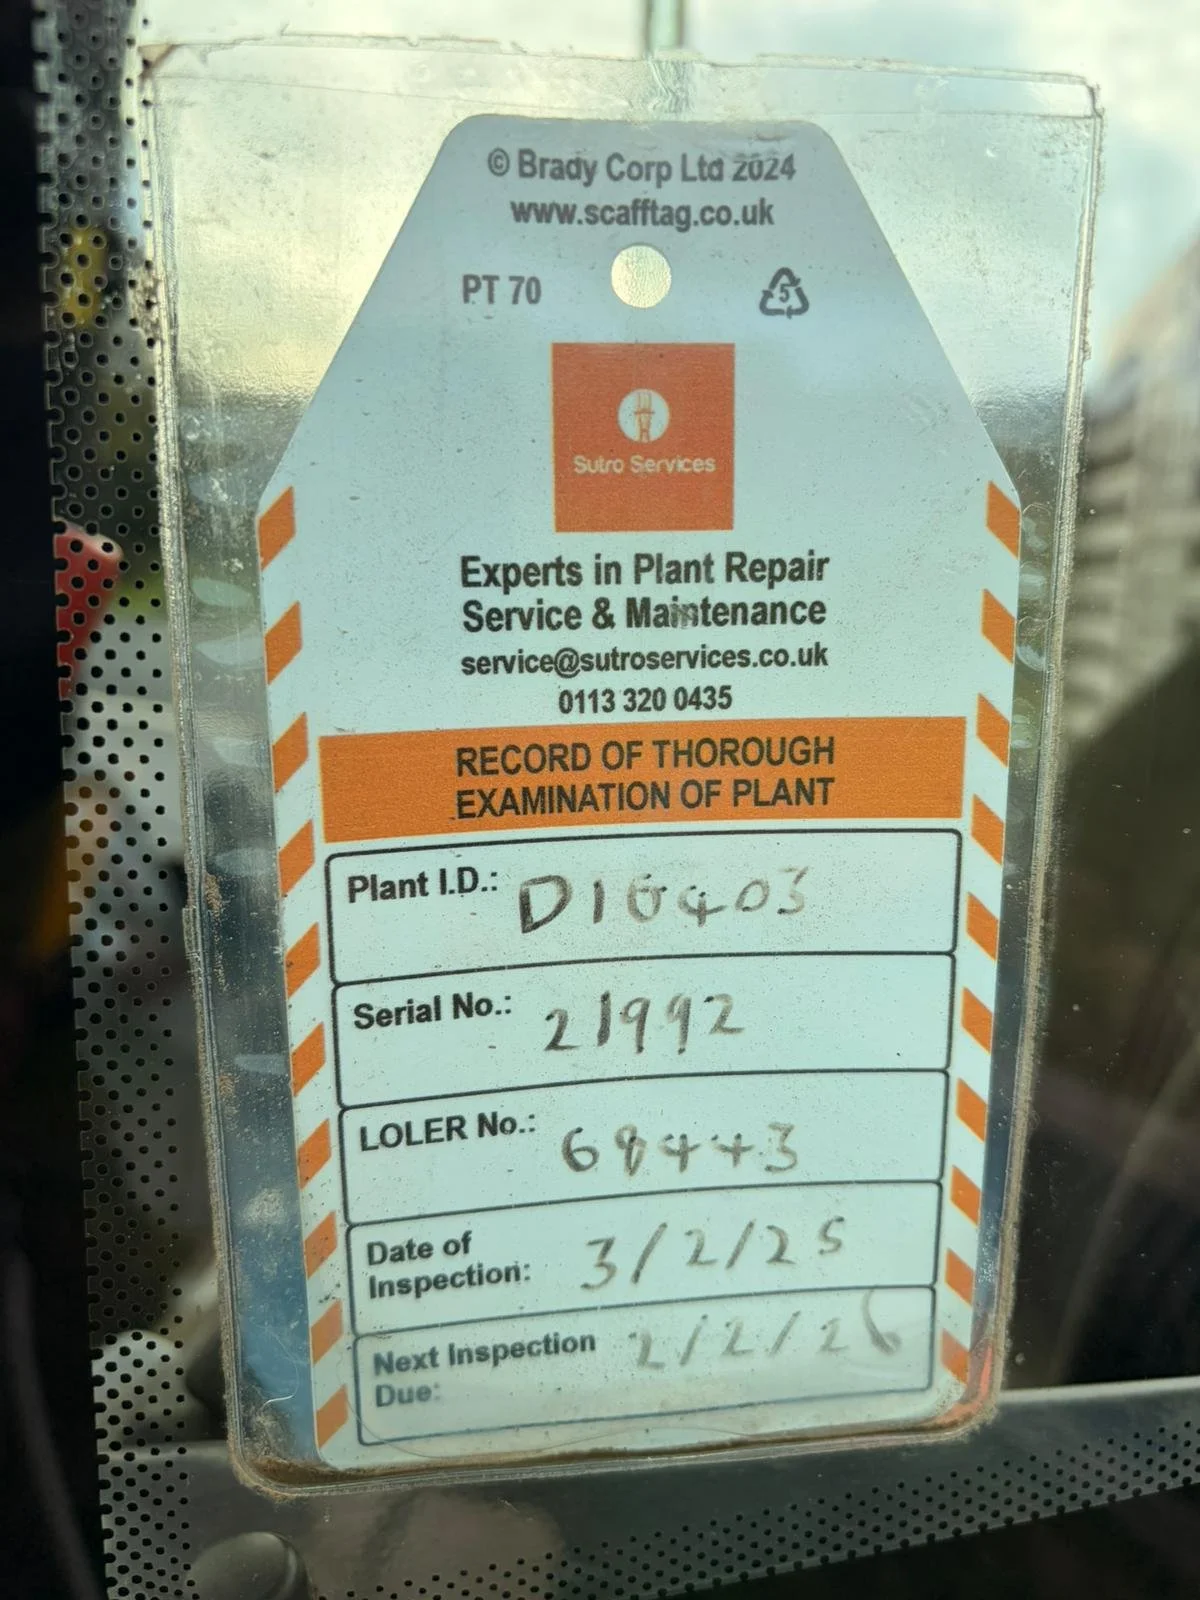 © Brady Corp Ltd 2024
www.scafftag.co.uk
PT 70
5
Sutro Services
Experts in Plant Repair
Service & Maintenance
service@sutroservices.co.uk
0113 320 0435
RECORD OF THOROUGH
EXAMINATION OF PLANT
Plant I.D.: DIG403
Serial No.: 21992
LOLER No.: 68443
Date of
Inspection: 3/2/25
Next Inspection
Due: 2/2/26